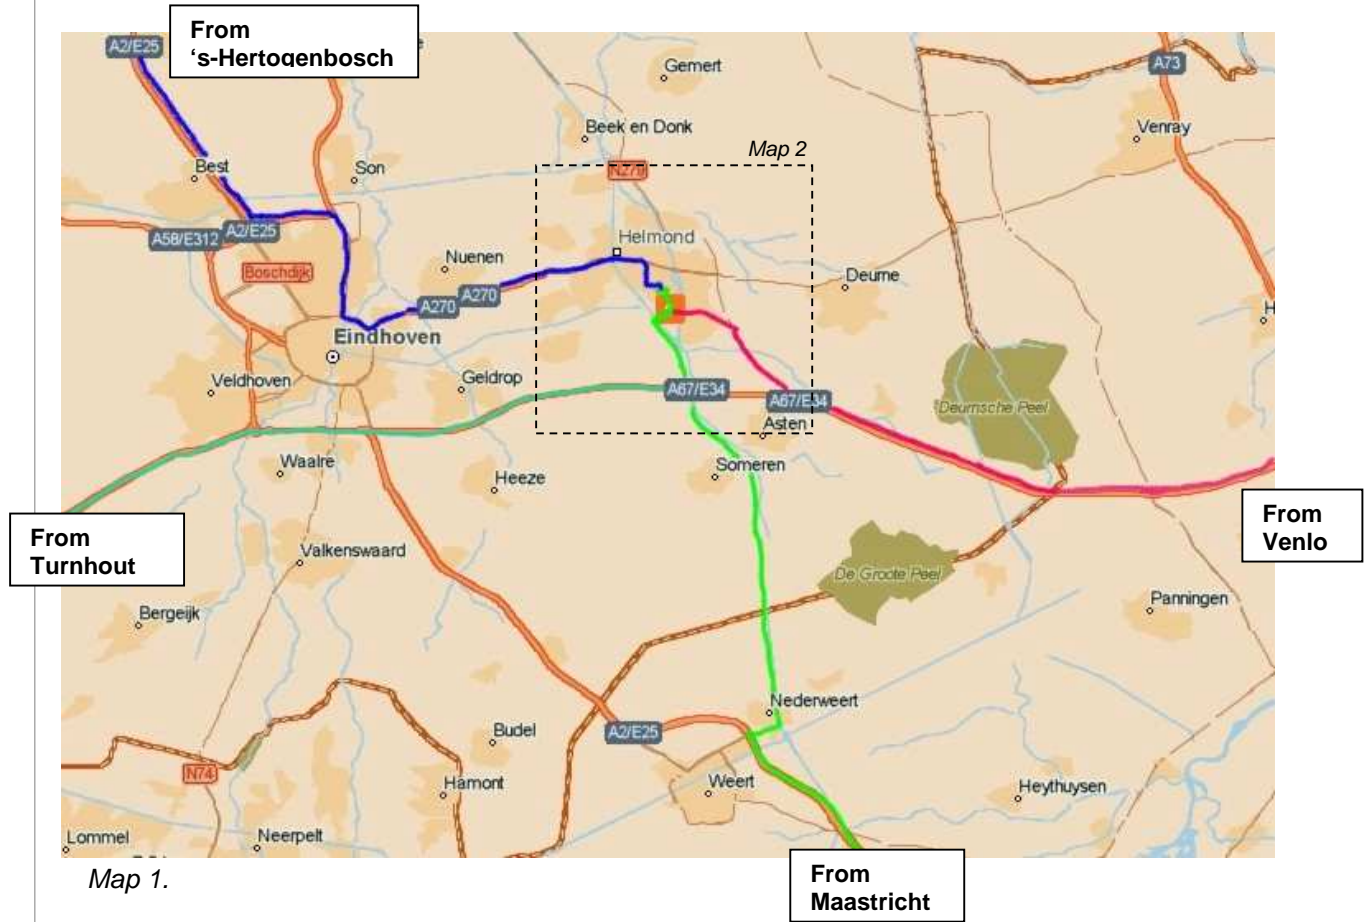 From
‘s-Hertogenbosch
A2/E25
Gemert
A73
Beek en Donk
Venray
Map 2
Best
Son
N279
A58/E312
A2/E25
Helmond
Nuenen
Boschdijk
Deurne
A270
A270
H
Eindhoven
Veldhoven
Geldrop
A67/E34
A67/E34
Deurnsche Peel
Asten
Waalre
Heeze
Someren
From
Turnhout
From
Venlo
Valkenswaard
De Groote Peel
Bergeijk
Panningen
Nederweert
Budel
A2/E25
N74
Hamont
Weert
Heythuysen
Lommel
Neerpelt
Map 1.
From
Maastricht